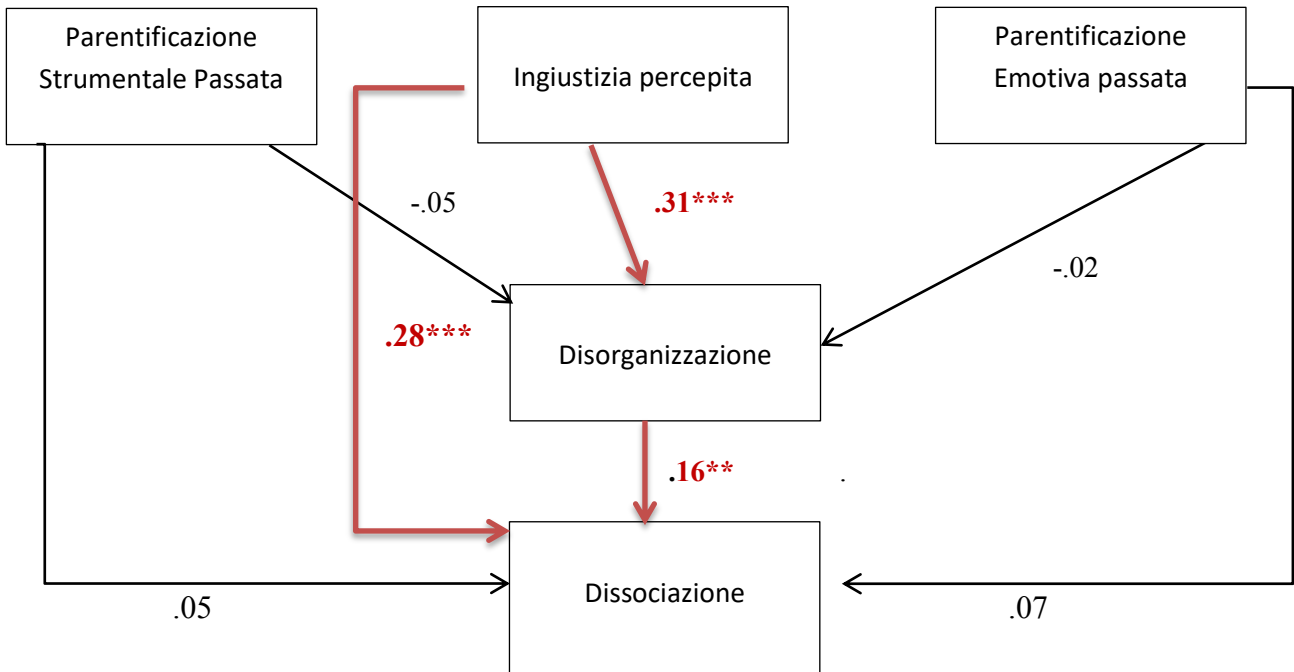 Parentificazione
Strumentale Passata
Ingiustizia percepita
Parentificazione
Emotiva passata
-.05
.31***
-.02
.28***
Disorganizzazione
.16**
.
Dissociazione
.05
.07